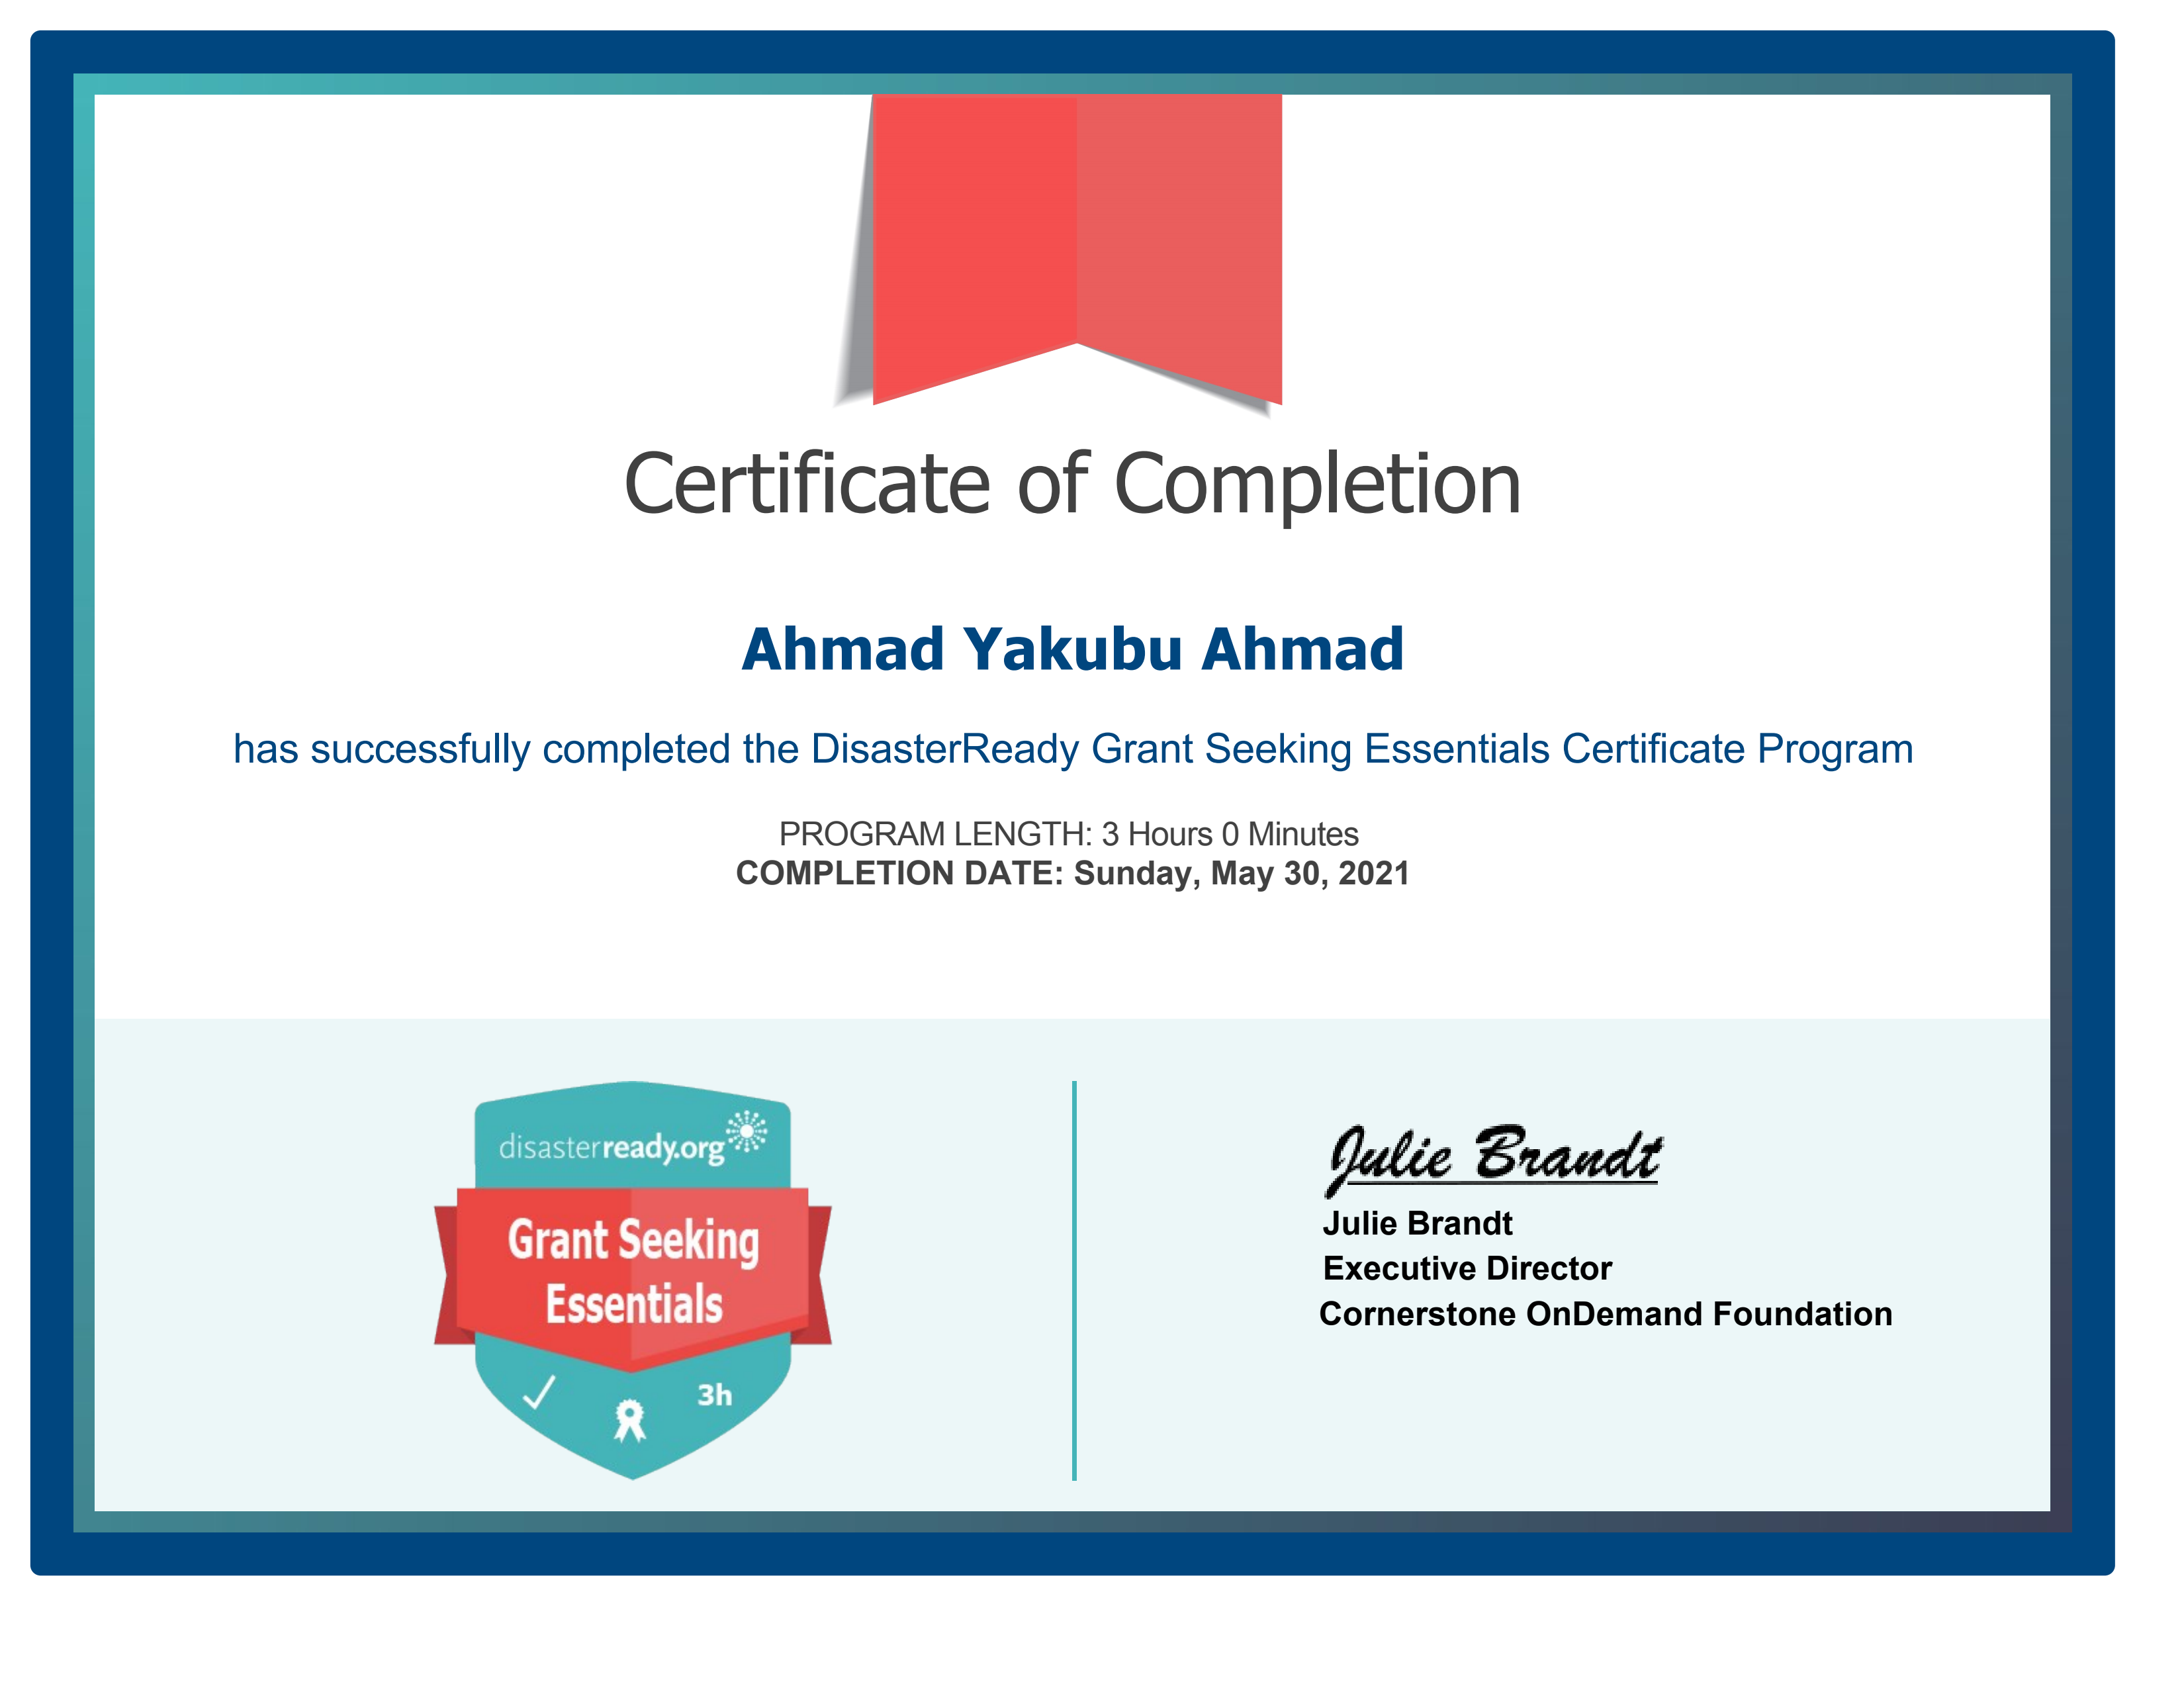 Certificate of Completion
Ahmad Yakubu Ahmad
has successfully completed the DisasterReady Grant Seeking Essentials Certificate Program
PROGRAM LENGTH: 3 Hours 0 Minutes
COMPLETION DATE: Sunday, May 30, 2021
disasterready.org
Grant Seeking
Essentials
3h
Julie Brandt
Julie Brandt
Executive Director
Cornerstone OnDemand Foundation